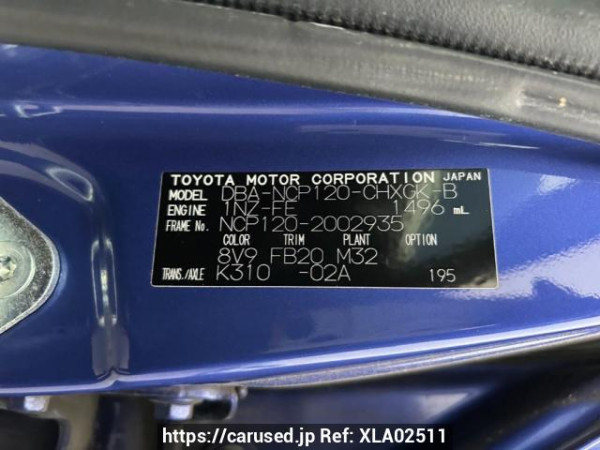 TOYOTA MOTOR CORPORATION JAPAN
MODEL DBA-NCP120-CHXGK-B
ENGINE 1NZ-FE 1496 mL
FRAME No. NCP120-2002935
COLOR TRIM PLANT OPTION
8V9 FB20 M32
TRANS./AXLE K310 -02A 195
https://carused.jp Ref: XLA02511